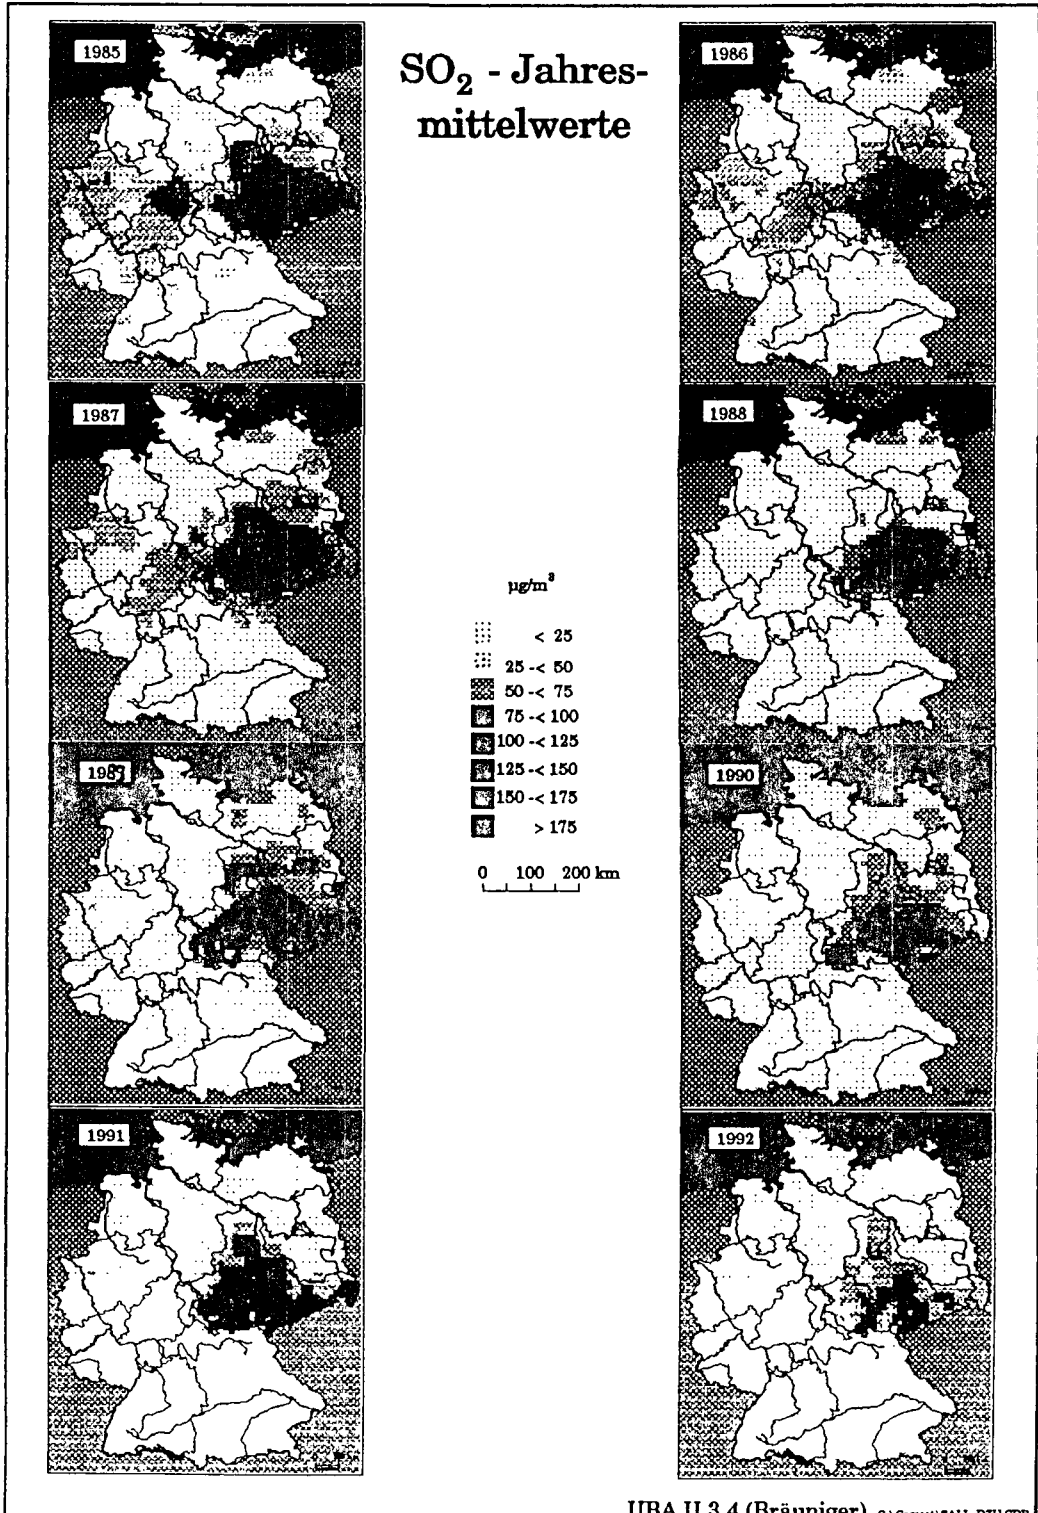 1985
SO₂ - Jahres-
mittelwerte
1986
1987
1988
µg/m³
< 25
25 -< 50
50 -< 75
75 -< 100
100 -< 125
125 -< 150
150 -< 175
> 175
0 100 200 km
1989
1990
1991
1992
UBA II 3.4 (Bräuniger)